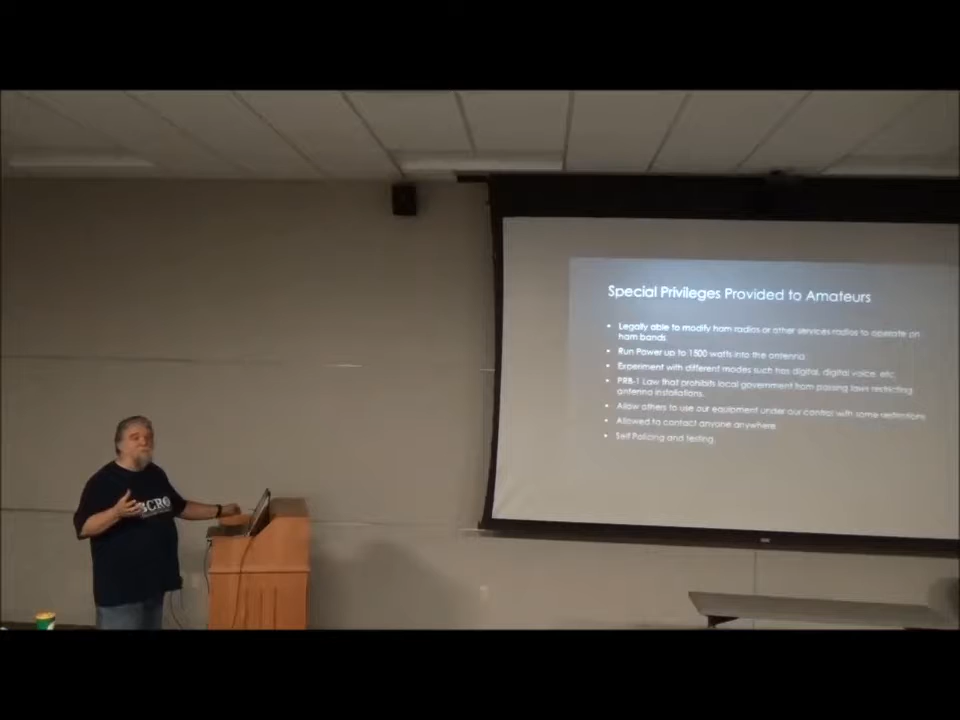 Special Privileges Provided to Amateurs
• Legally able to modify ham radios or other services radios to operate on
ham bands
• Run Power up to 1500 watts into the antenna
• Experiment with different modes such has digital, digital voice, etc.
• PRB-1 Law that prohibits local government from passing laws restricting
antenna installations.
• Allow others to use our equipment under our control with some restrictions
• Allowed to contact anyone anywhere
• Self Policing and testing
BCRO